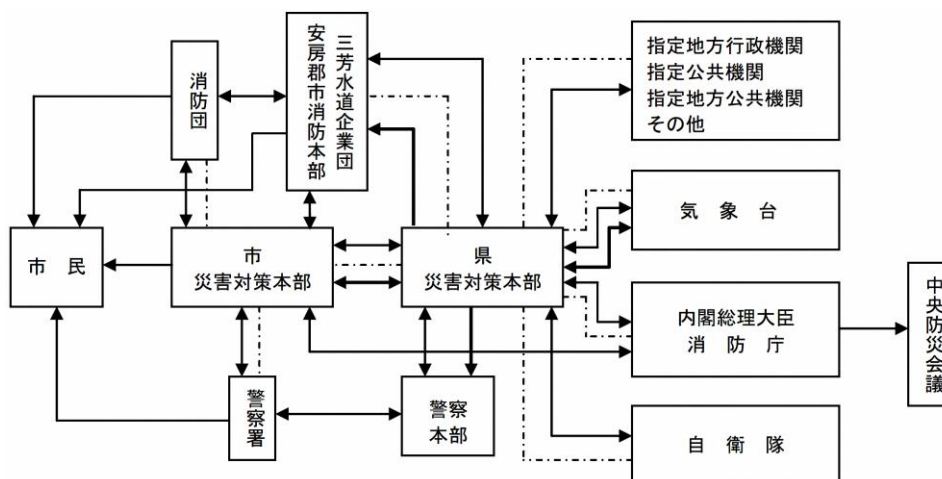 消防団
三芳水道企業団
安房郡市消防本部
指定地方行政機関
指定公共機関
指定地方公共機関
その他
気　象　台
市　民
市
災害対策本部
県
災害対策本部
内閣総理大臣
消　防　庁
中央防災会議
警察署
警察
本部
自　衛　隊